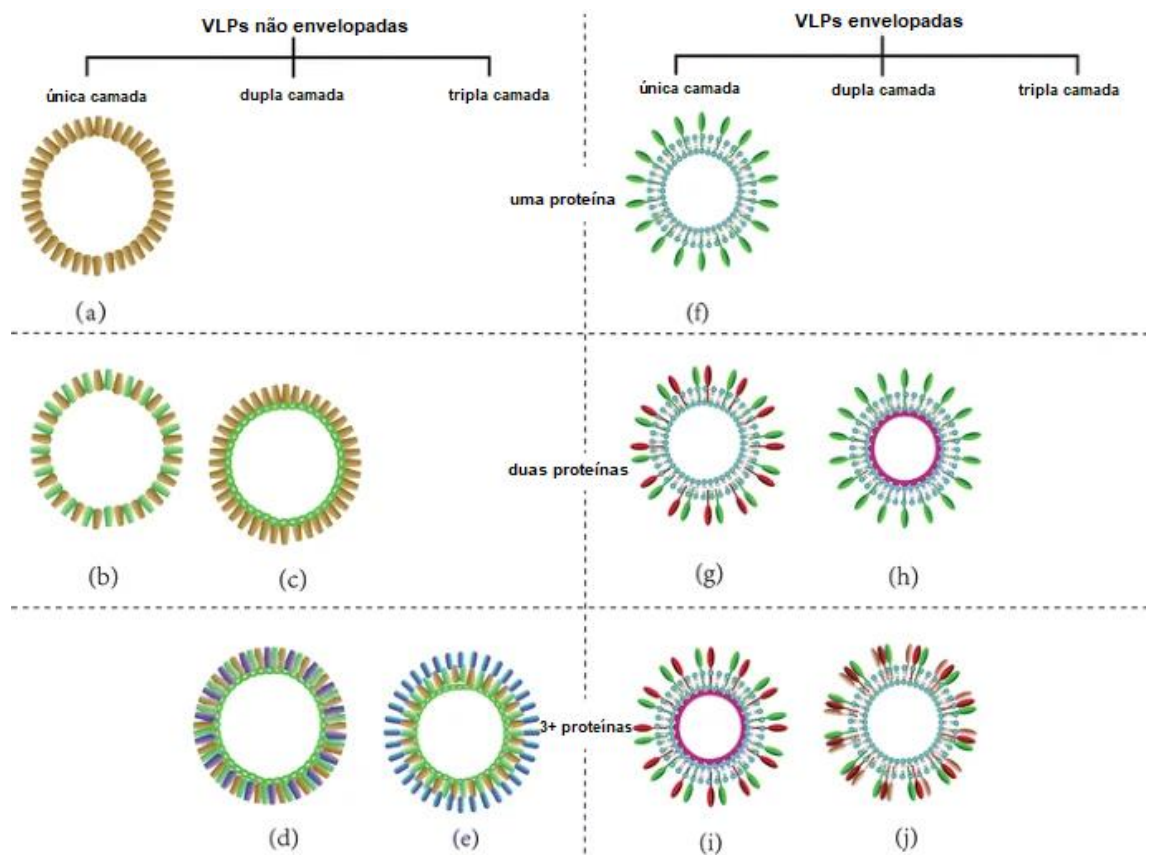 VLPs não envelopadas
única camada
dupla camada
tripla camada
VLPs envelopadas
única camada
dupla camada
tripla camada
uma proteína
(a)
(f)
duas proteínas
(b)
(c)
(g)
(h)
3+ proteínas
(d)
(e)
(i)
(j)